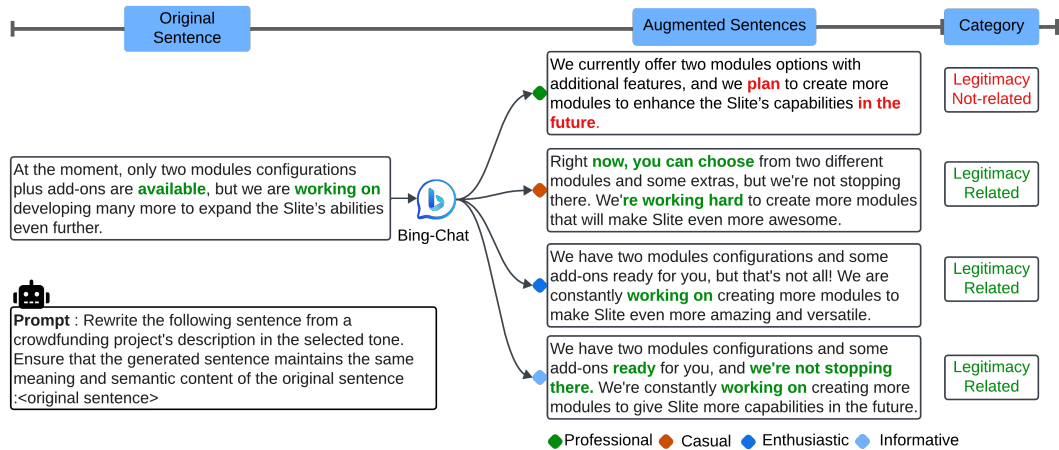 Original
Sentence
Augmented Sentences
Category
We currently offer two modules options with
additional features, and we plan to create more
modules to enhance the Slite's capabilities in the
future.
Legitimacy
Not-related
At the moment, only two modules configurations
plus add-ons are available, but we are working on
developing many more to expand the Slite's abilities
even further.
Bing-Chat
Right now, you can choose from two different
modules and some extras, but we're not stopping
there. We're working hard to create more modules
that will make Slite even more awesome.
Legitimacy
Related
We have two modules configurations and some
add-ons ready for you, but that's not all! We are
constantly working on creating more modules to
make Slite even more amazing and versatile.
Legitimacy
Related
Prompt : Rewrite the following sentence from a
crowdfunding project's description in the selected tone.
Ensure that the generated sentence maintains the same
meaning and semantic content of the original sentence
:<original sentence>
We have two modules configurations and some
add-ons ready for you, and we're not stopping
there. We're constantly working on creating more
modules to give Slite more capabilities in the future.
Legitimacy
Related
Professional Casual Enthusiastic Informative